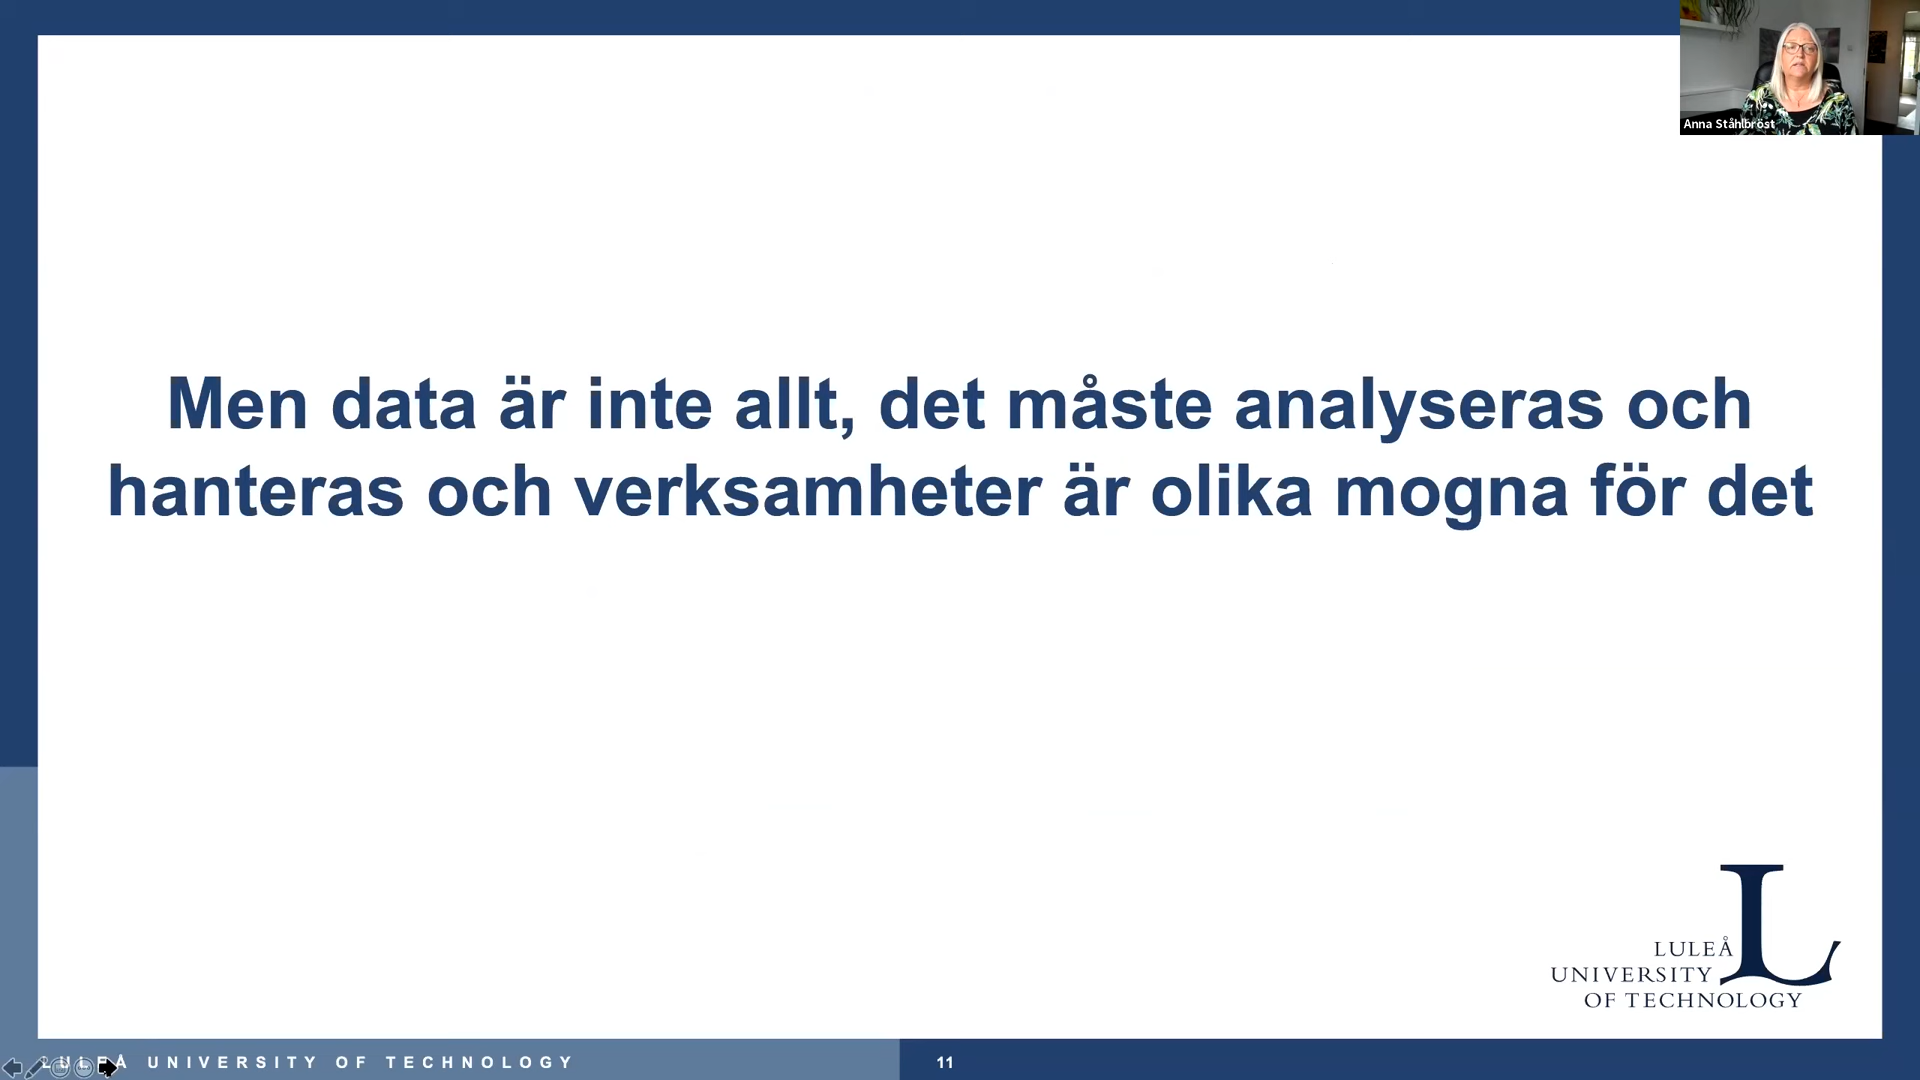 Anna Ståhlbröst
Men data är inte allt, det måste analyseras och
hanteras och verksamheter är olika mogna för det
LULEÅ
UNIVERSITY
OF TECHNOLOGY
LULEÅ UNIVERSITY OF TECHNOLOGY
11